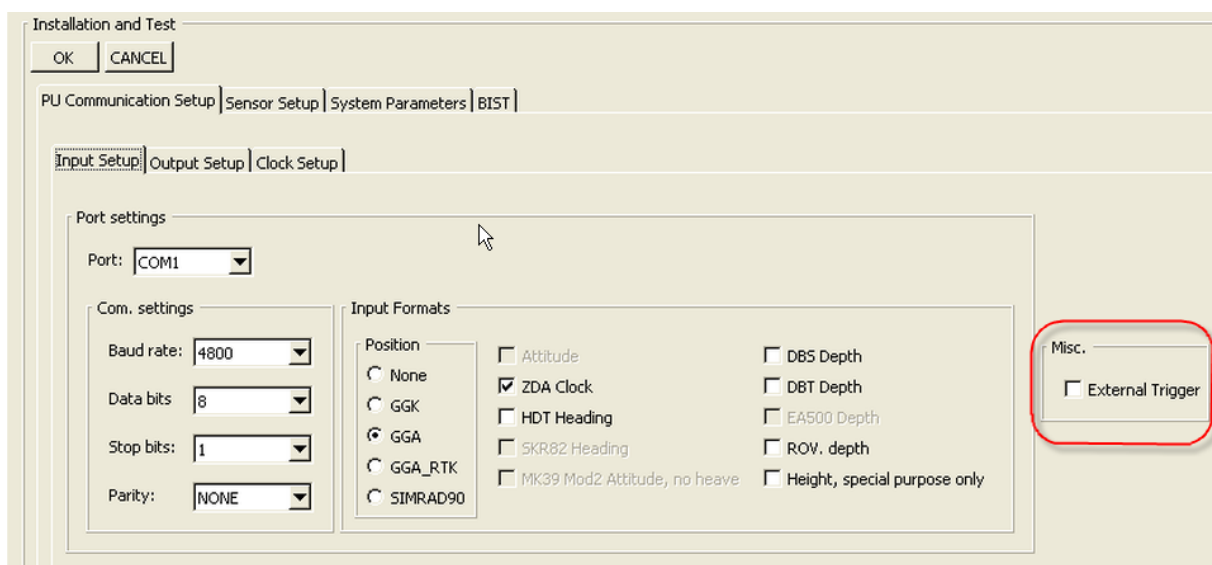 Installation and Test
OK CANCEL
PU Communication Setup Sensor Setup System Parameters BIST
Input Setup Output Setup Clock Setup
Port settings
Port: COM1
Com. settings
Baud rate: 4800
Data bits 8
Stop bits: 1
Parity: NONE
Input Formats
Position
None
GGK
GGA
GGA_RTK
SIMRAD90
Attitude
ZDA Clock
HDT Heading
SKR82 Heading
MK39 Mod2 Attitude, no heave
DBS Depth
DBT Depth
EA500 Depth
ROV. depth
Height, special purpose only
Misc.
External Trigger